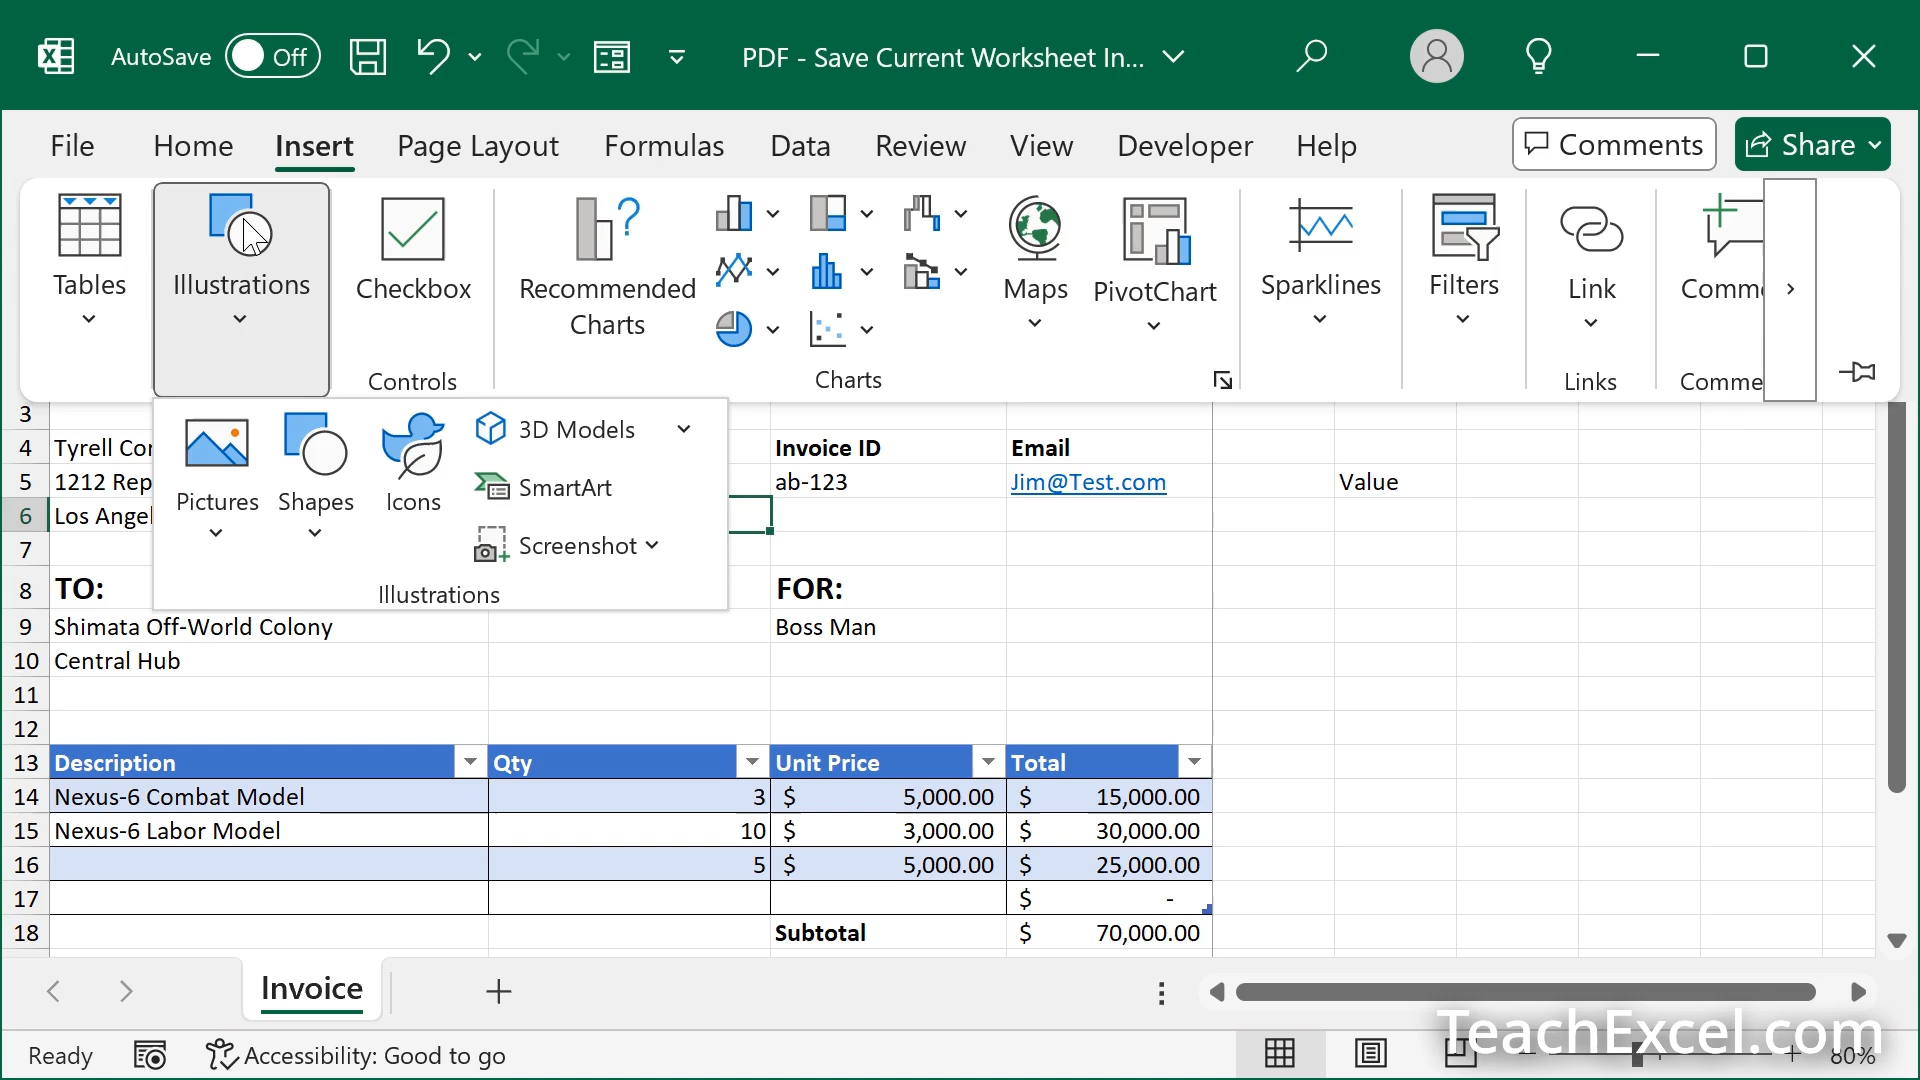 AutoSave Off PDF - Save Current Worksheet In...
File Home Insert Page Layout Formulas Data Review View Developer Help Comments Share
Tables Illustrations Checkbox Recommended Charts Maps PivotChart Sparklines Filters Link Comme
Controls Charts Links Comme
Pictures Shapes Icons 3D Models
SmartArt
Screenshot
Illustrations
3
4 Tyrell Cor Invoice ID Email
5 1212 Rep ab-123 Jim@Test.com Value
6 Los Angel
7
8 TO: FOR:
9 Shimata Off-World Colony Boss Man
10 Central Hub
11
12
13 Description Qty Unit Price Total
14 Nexus-6 Combat Model 3 $ 5,000.00 $ 15,000.00
15 Nexus-6 Labor Model 10 $ 3,000.00 $ 30,000.00
16 5 $ 5,000.00 $ 25,000.00
17 $ -
18 Subtotal $ 70,000.00
Invoice
TeachExcel.com
Ready Accessibility: Good to go 80%